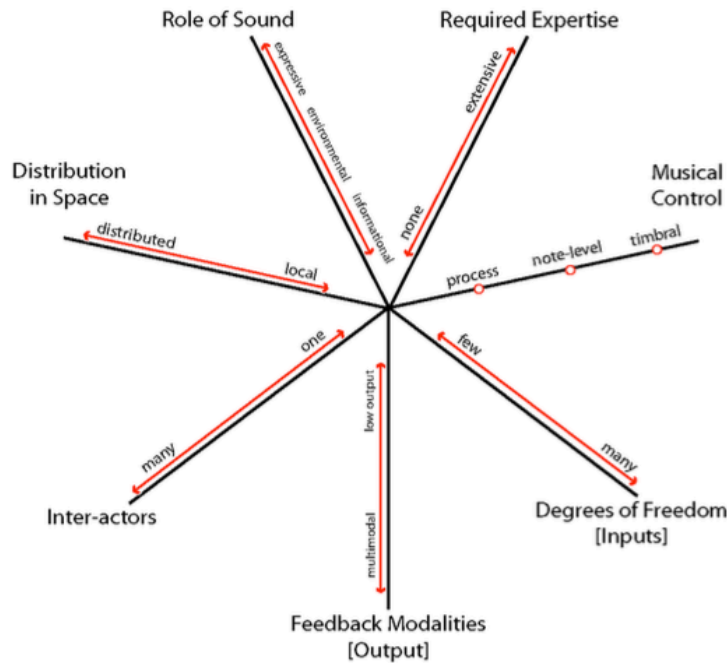 Role of Sound
Required Expertise
expressive
environmental
informational
extensive
none
Distribution
in Space
distributed
local
Musical
Control
process
note-level
timbral
one
many
Inter-actors
low output
multimodal
Feedback Modalities
[Output]
few
many
Degrees of Freedom
[Inputs]